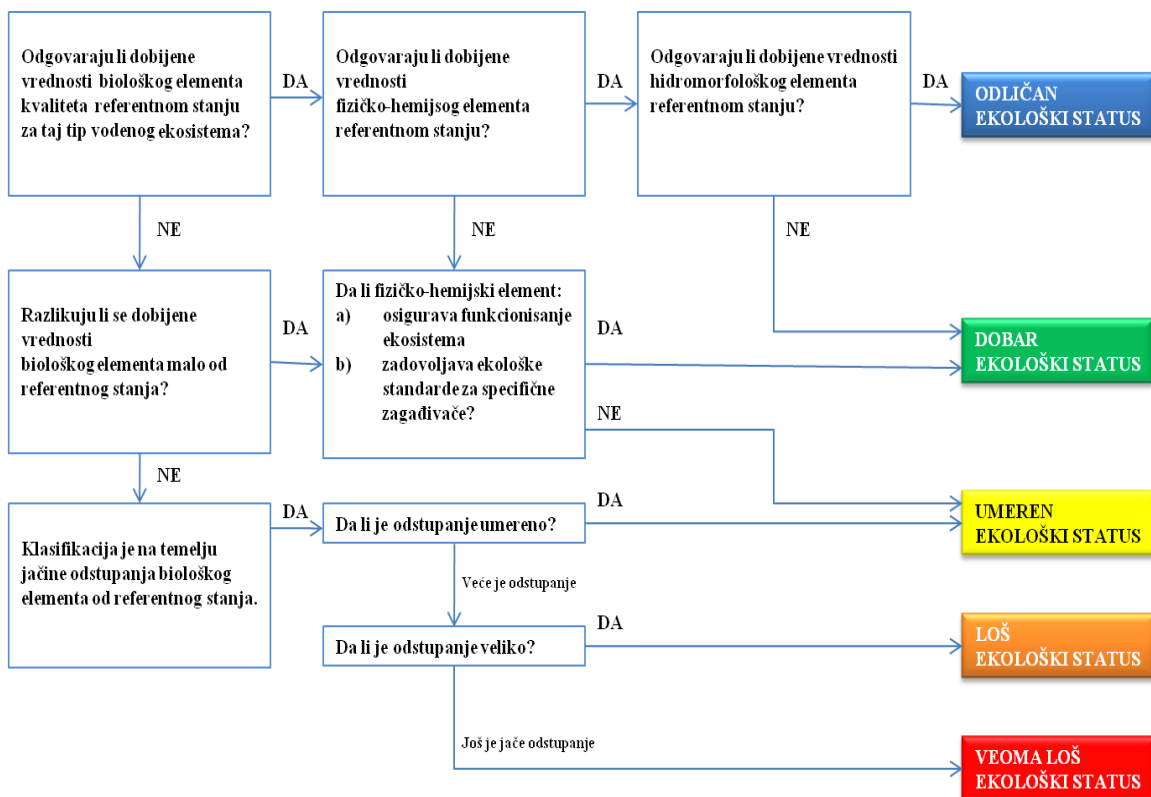 Odgovaraju li dobijene
vrednosti biološkog elementa
kvaliteta referentnom stanju
za taj tip vodenog ekosistema?
DA
Odgovaraju li dobijene
vrednosti
fizičko-hemijsog elementa
referentnom stanju?
DA
Odgovaraju li dobijene vrednosti
hidromorfološkog elementa
referentnom stanju?
DA
ODLIČAN
EKOLOŠKI STATUS
NE
NE
NE
Razlikuju li se dobijene
vrednosti
biološkog elementa malo od
referentnog stanja?
DA
Da li fizičko-hemijski element:
a) osigurava funkcionisanje
ekosistema
b) zadovoljava ekološke
standarde za specifične
zagađivače?
DA
NE
DOBAR
EKOLOŠKI STATUS
NE
Klasifikacija je na temelju
jačine odstupanja biološkog
elementa od referentnog stanja.
DA
Da li je odstupanje umereno?
DA
UMEREN
EKOLOŠKI STATUS
Veće je odstupanje
Da li je odstupanje veliko?
DA
LOŠ
EKOLOŠKI STATUS
Još je jače odstupanje
VEOMA LOŠ
EKOLOŠKI STATUS